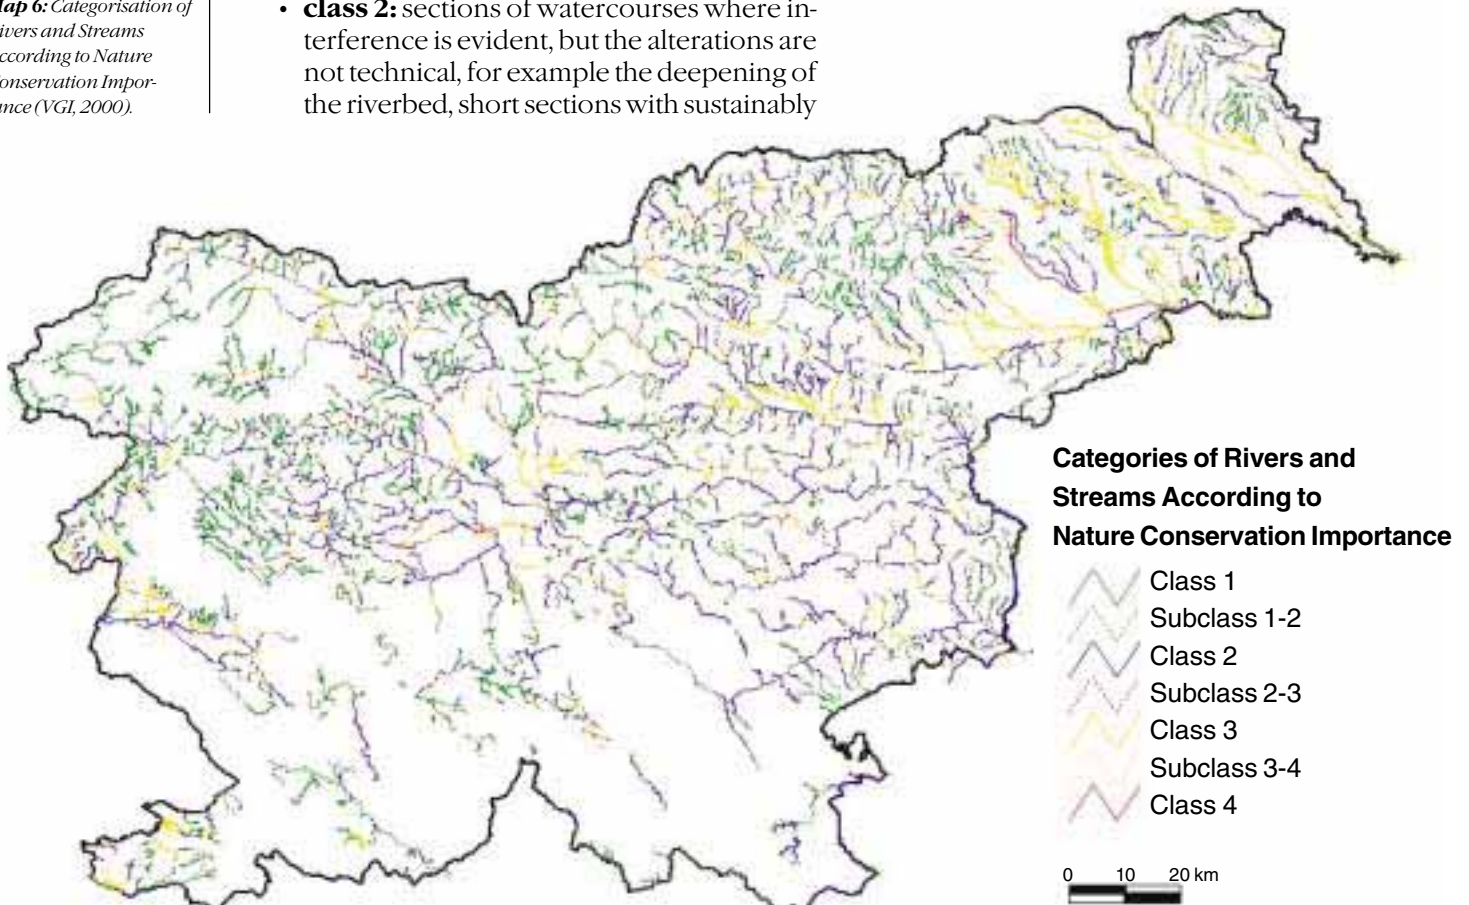 Map 6: Categorisation of
Rivers and Streams
According to Nature
Conservation Impor-
tance (VGI, 2000).
• class 2: sections of watercourses where in-
terference is evident, but the alterations are
not technical, for example the deepening of
the riverbed, short sections with sustainably
Categories of Rivers and
Streams According to
Nature Conservation Importance
Class 1
Subclass 1-2
Class 2
Subclass 2-3
Class 3
Subclass 3-4
Class 4
0 10 20 km